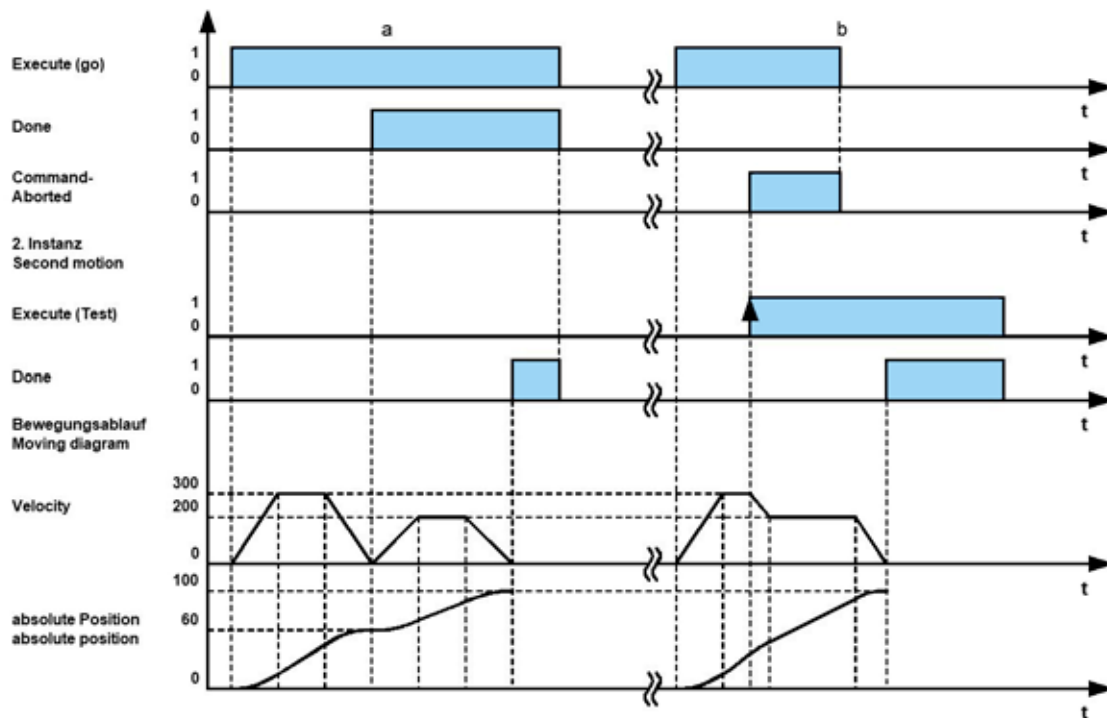 a
b
Execute (go)
1
0
t
Done
1
0
t
Command-
Aborted
1
0
t
2. Instanz
Second motion
Execute (Test)
1
0
t
Done
1
0
t
Bewegungsablauf
Moving diagram
Velocity
300
200
0
t
absolute Position
absolute position
100
60
0
t